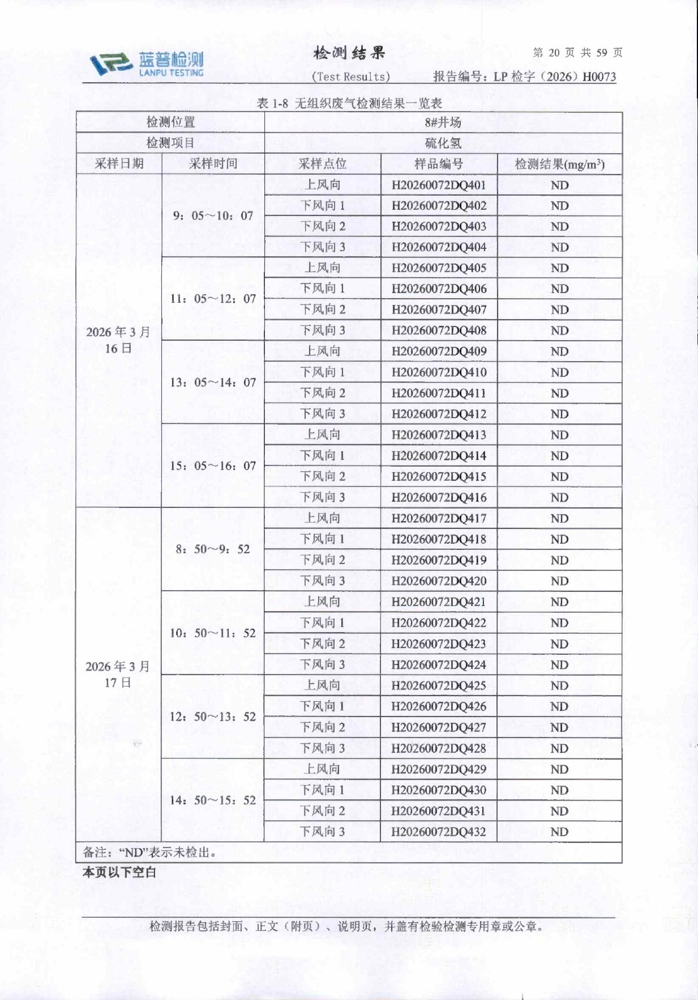 蓝普检测
LANPU TESTING
检测结果
(Test Results)
第 20 页 共 59 页
报告编号：LP 检字（2026）H0073
表 1-8 无组织废气检测结果一览表
检测位置 8#井场
检测项目 硫化氢
采样日期 采样时间 采样点位 样品编号 检测结果(mg/m³)
2026 年 3 月 16 日
9：05～10：07
上风向 H20260072DQ401 ND
下风向 1 H20260072DQ402 ND
下风向 2 H20260072DQ403 ND
下风向 3 H20260072DQ404 ND
11：05～12：07
上风向 H20260072DQ405 ND
下风向 1 H20260072DQ406 ND
下风向 2 H20260072DQ407 ND
下风向 3 H20260072DQ408 ND
13：05～14：07
上风向 H20260072DQ409 ND
下风向 1 H20260072DQ410 ND
下风向 2 H20260072DQ411 ND
下风向 3 H20260072DQ412 ND
15：05～16：07
上风向 H20260072DQ413 ND
下风向 1 H20260072DQ414 ND
下风向 2 H20260072DQ415 ND
下风向 3 H20260072DQ416 ND
2026 年 3 月 17 日
8：50～9：52
上风向 H20260072DQ417 ND
下风向 1 H20260072DQ418 ND
下风向 2 H20260072DQ419 ND
下风向 3 H20260072DQ420 ND
10：50～11：52
上风向 H20260072DQ421 ND
下风向 1 H20260072DQ422 ND
下风向 2 H20260072DQ423 ND
下风向 3 H20260072DQ424 ND
12：50～13：52
上风向 H20260072DQ425 ND
下风向 1 H20260072DQ426 ND
下风向 2 H20260072DQ427 ND
下风向 3 H20260072DQ428 ND
14：50～15：52
上风向 H20260072DQ429 ND
下风向 1 H20260072DQ430 ND
下风向 2 H20260072DQ431 ND
下风向 3 H20260072DQ432 ND
备注：“ND”表示未检出。
本页以下空白
检测报告包括封面、正文（附页）、说明页，并盖有检验检测专用章或公章。